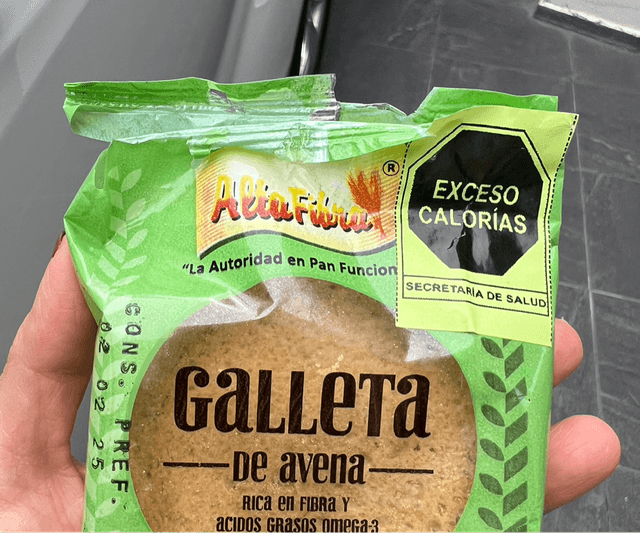 AltaFibra®
"La Autoridad en Pan Funcion
EXCESO
CALORÍAS
SECRETARÍA DE SALUD
CONS. PREF.
02 02 25
GALLETA
DE avena
RICA en FIBRA Y
ACIDOS GRASOS OMEGA-3